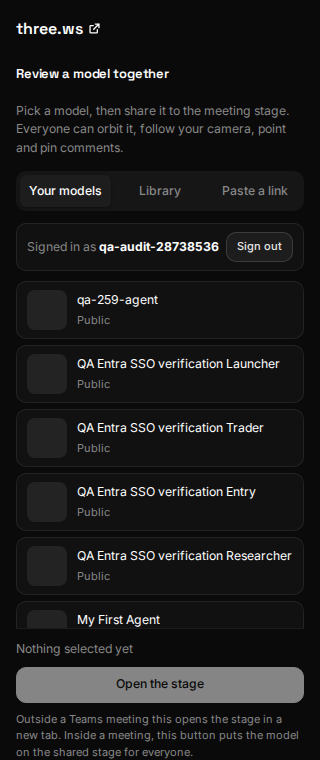 three.ws
Review a model together
Pick a model, then share it to the meeting stage.
Everyone can orbit it, follow your camera, point
and pin comments.
Your models
Library
Paste a link
Signed in as qa-audit-28738536
Sign out
qa-259-agent
Public
QA Entra SSO verification Launcher
Public
QA Entra SSO verification Trader
Public
QA Entra SSO verification Entry
Public
QA Entra SSO verification Researcher
Public
My First Agent
Nothing selected yet
Open the stage
Outside a Teams meeting this opens the stage in a
new tab. Inside a meeting, this button puts the model
on the shared stage for everyone.